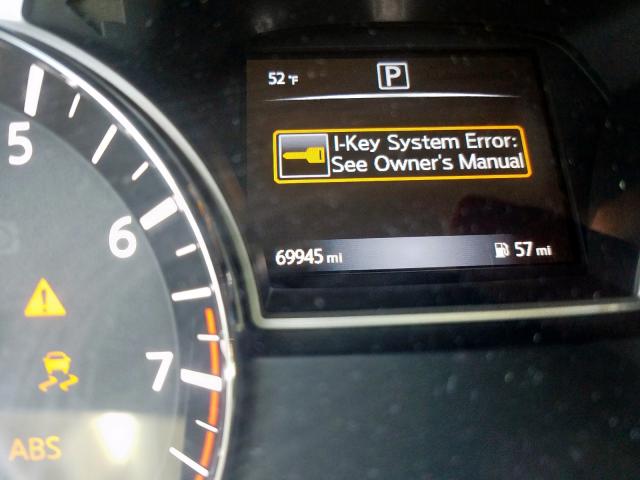 52 °F
P
I-Key System Error:
See Owner's Manual
69945 mi
57 mi
5
6
7
ABS